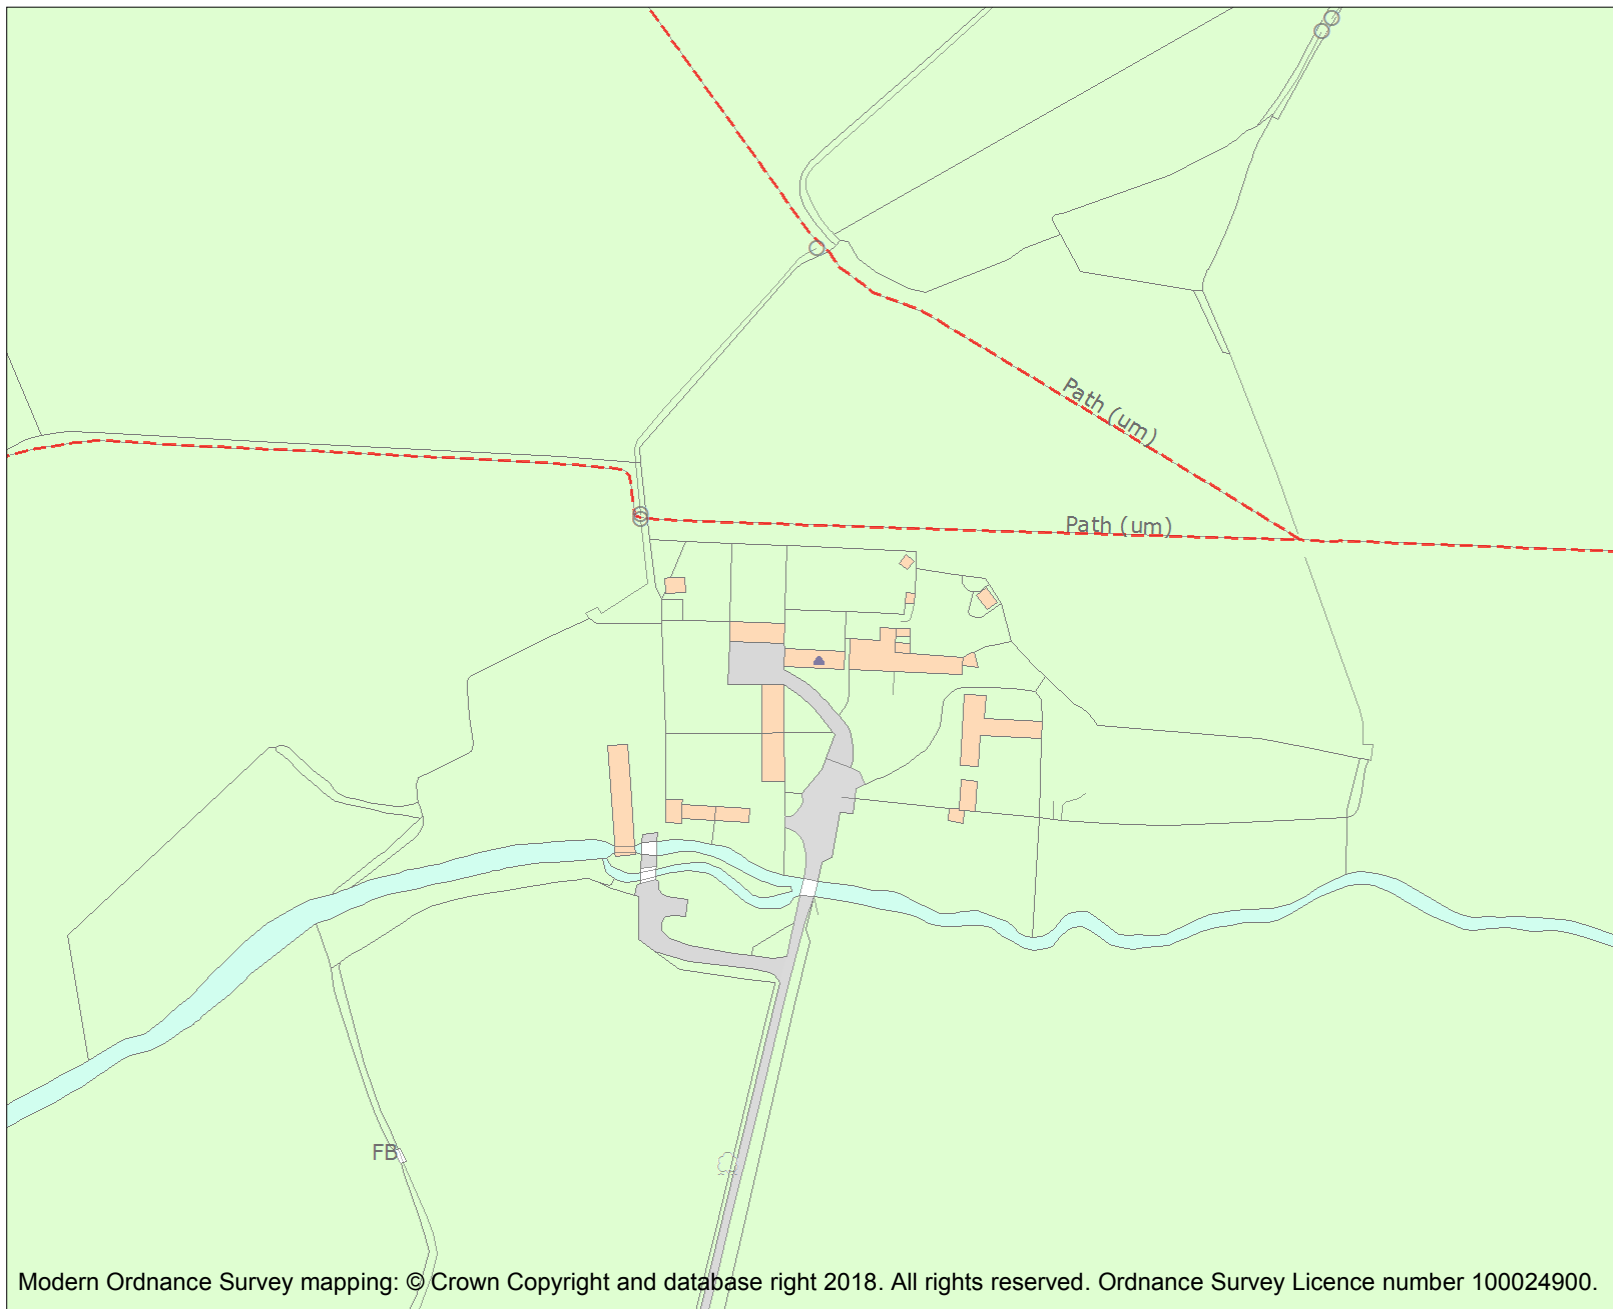 Path (um)
Path (um)
FB
Modern Ordnance Survey mapping: © Crown Copyright and database right 2018. All rights reserved. Ordnance Survey Licence number 100024900.